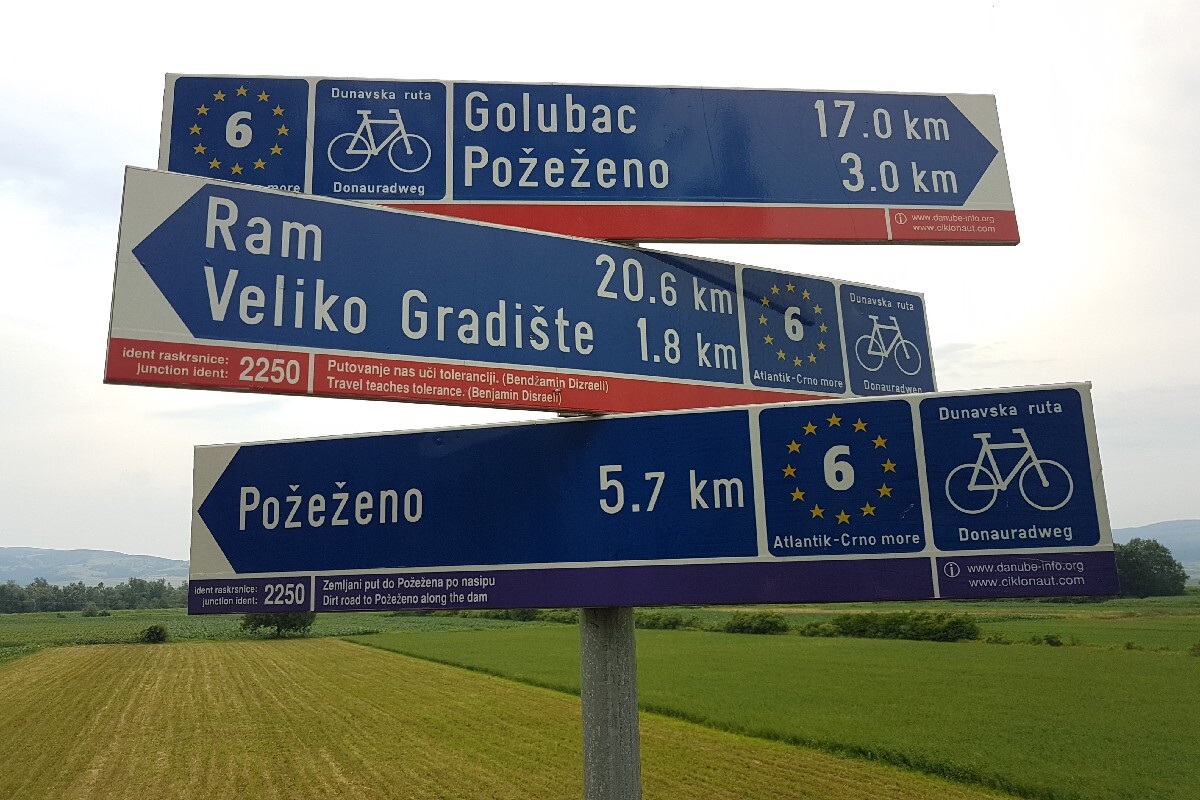 6
Dunavska ruta
Donauradweg
Golubac 17.0 km
Požeženo 3.0 km
more
www.danube-info.org
www.ciklonaut.com
Ram 20.6 km
Veliko Gradište 1.8 km
6
Atlantik-Crno more
Dunavska ruta
Donauradweg
ident raskrsnice: 2250
junction ident:
Putovanje nas uči toleranciji. (Bendžamin Dizraeli)
Travel teaches tolerance. (Benjamin Disraeli)
Požeženo 5.7 km
6
Atlantik-Crno more
Dunavska ruta
Donauradweg
ident raskrsnice: 2250
junction ident:
Zemljani put do Požežena po nasipu
Dirt road to Požeženo along the dam
www.danube-info.org
www.ciklonaut.com